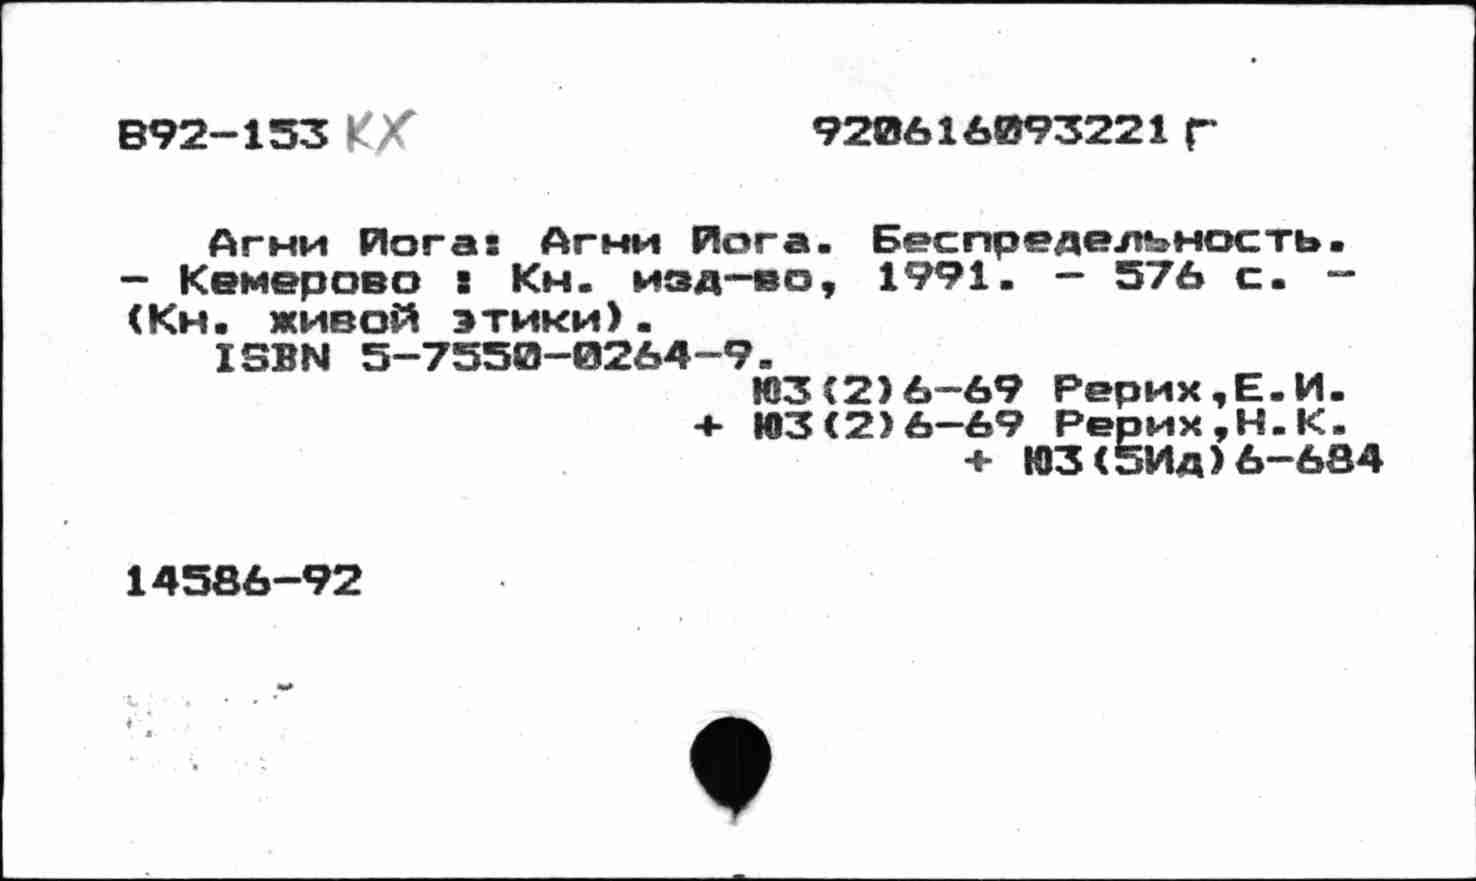 В92-153 КХ 920616093221 Г
Агни Йога: Агни Йога. Беспредельность.
- Кемерово : Кн. изд-во, 1991. - 576 с. -
(Кн. живой этики).
ISBN 5-7550-0264-9.
Ю3(2)6-69 Рерих,Е.И.
+ Ю3(2)6-69 Рерих,Н.К.
+ Ю3(5Ид)6-684
14586-92